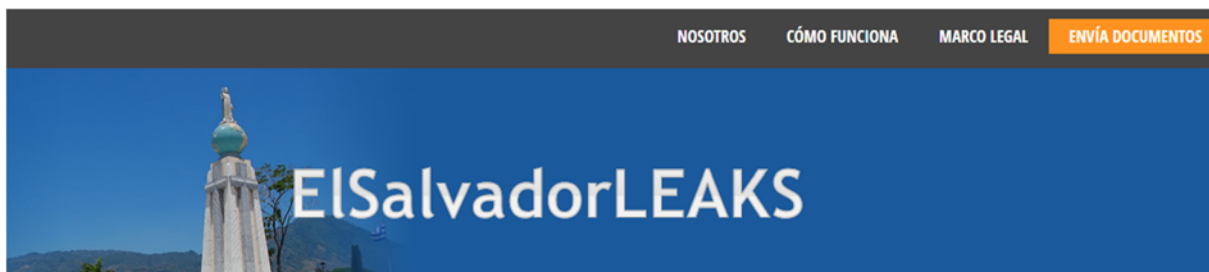 NOSOTROS CÓMO FUNCIONA MARCO LEGAL ENVÍA DOCUMENTOS
ElSalvadorLEAKS